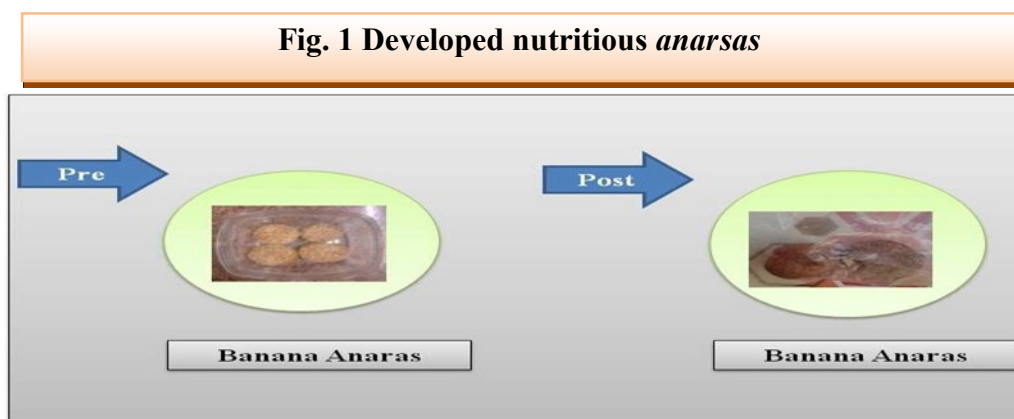 Fig. 1 Developed nutritious anarsas
Pre
Post
Banana Anaras
Banana Anaras